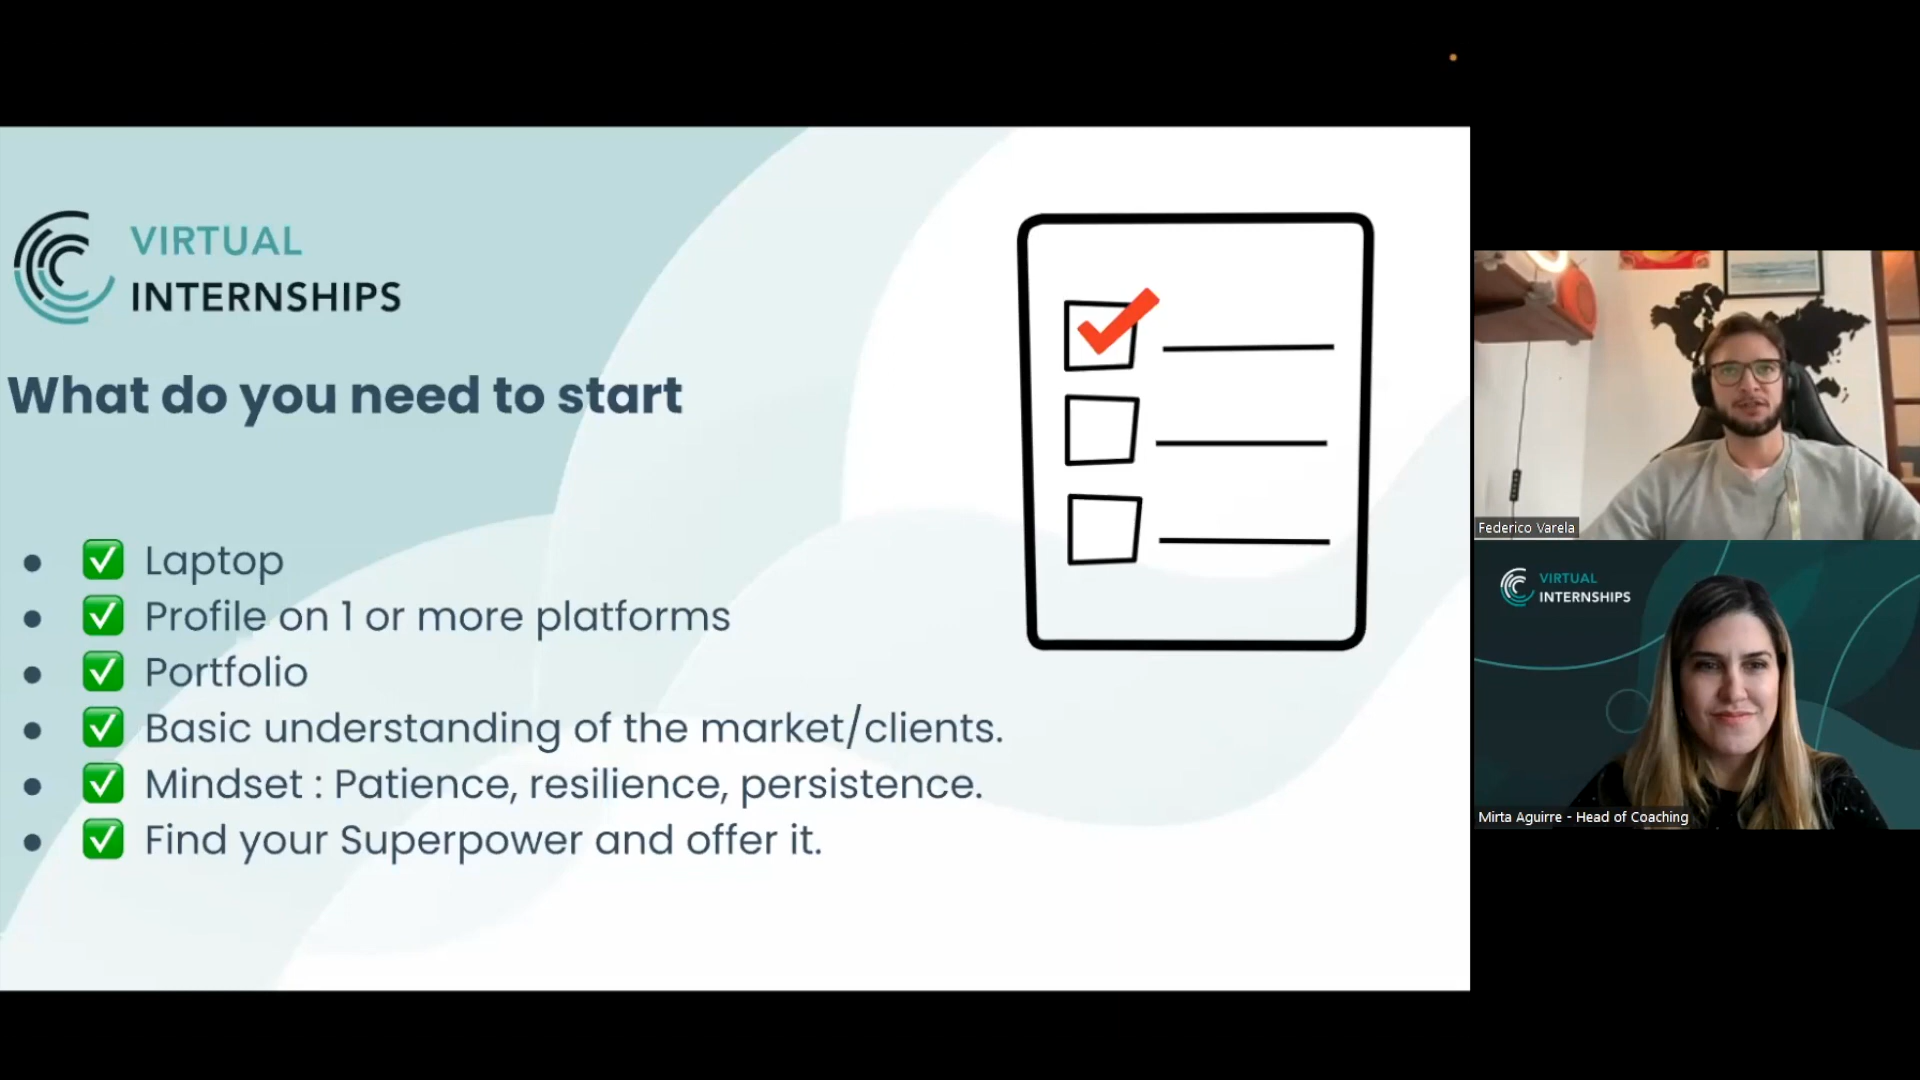 VIRTUAL
INTERNSHIPS
What do you need to start
• ✅ Laptop
• ✅ Profile on 1 or more platforms
• ✅ Portfolio
• ✅ Basic understanding of the market/clients.
• ✅ Mindset : Patience, resilience, persistence.
• ✅ Find your Superpower and offer it.
Federico Varela
VIRTUAL
INTERNSHIPS
Mirta Aguirre - Head of Coaching